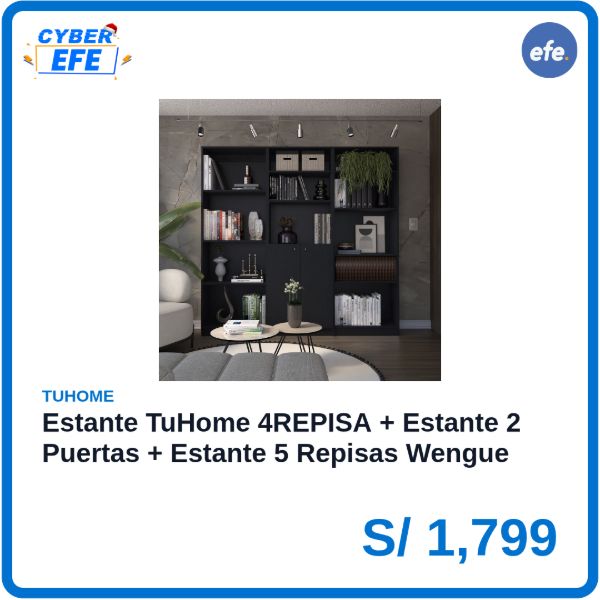 CYBER
EFE
efe.
TUHOME
Estante TuHome 4REPISA + Estante 2
Puertas + Estante 5 Repisas Wengue
S/ 1,799